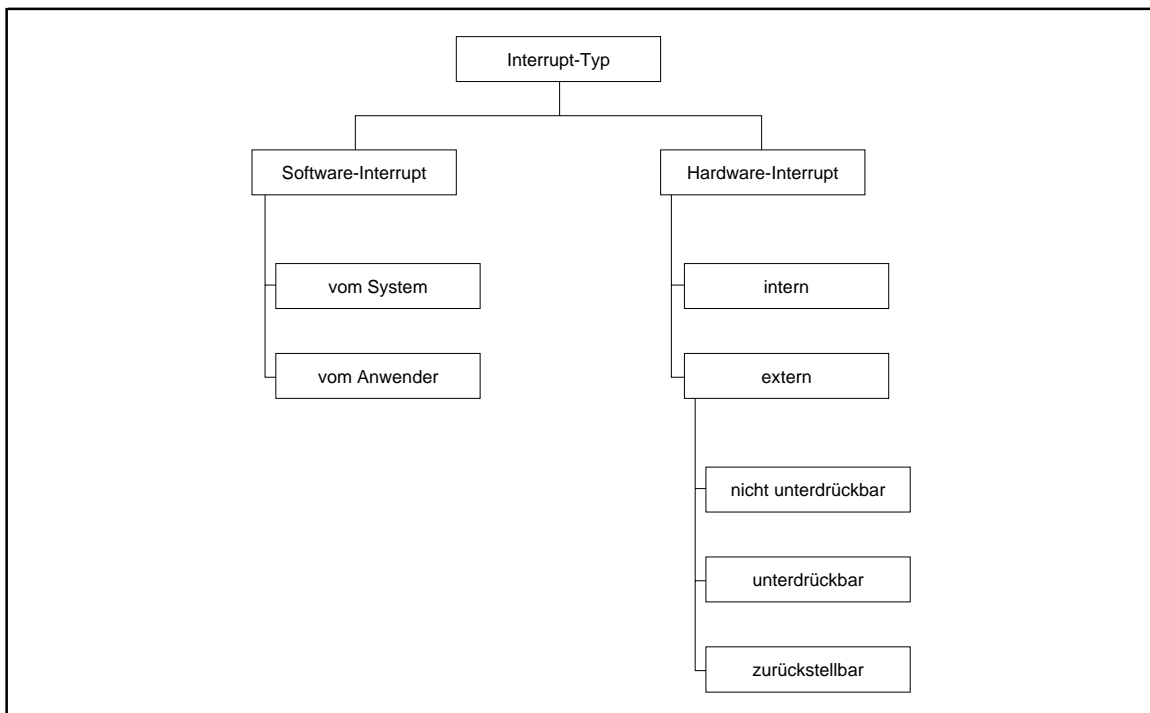 Interrupt-Typ
Software-Interrupt
Hardware-Interrupt
vom System
intern
vom Anwender
extern
nicht unterdrückbar
unterdrückbar
zurückstellbar